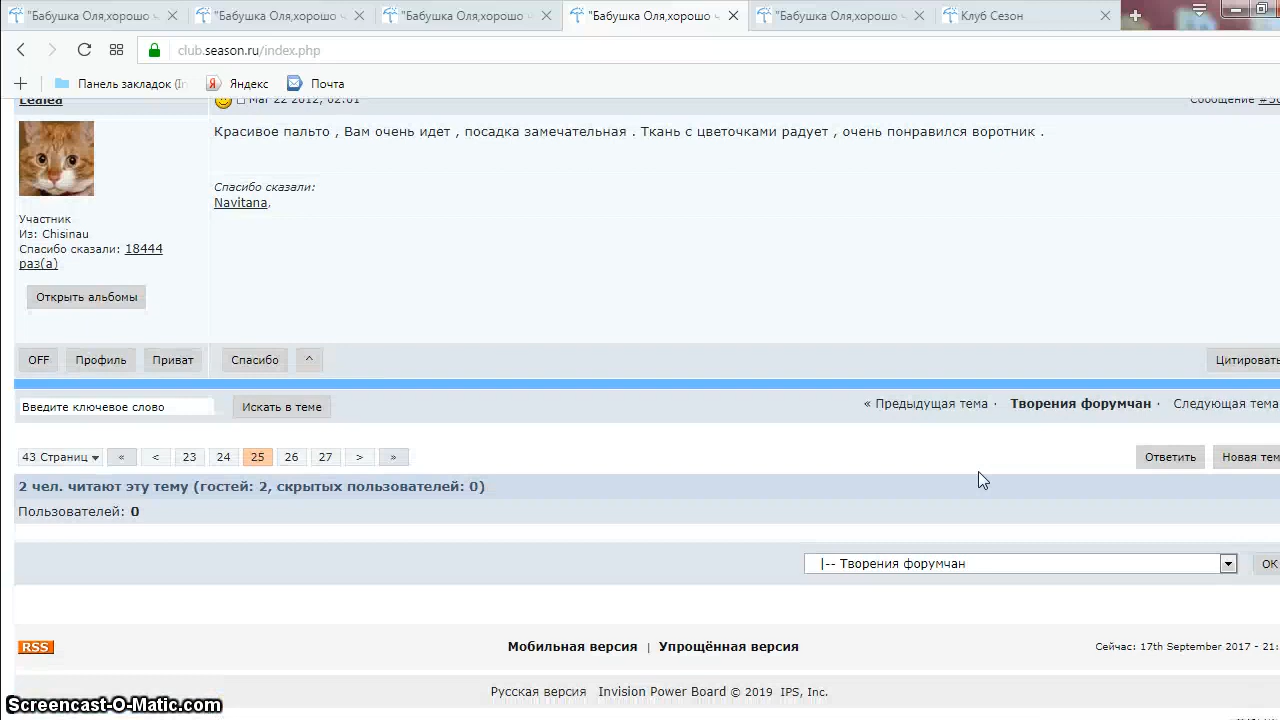 "Бабушка Оля,хорошо "Бабушка Оля,хорошо "Бабушка Оля,хорошо "Бабушка Оля,хорошо "Бабушка Оля,хорошо Клуб Сезон
club.season.ru/index.php
Панель закладок (Iг Яндекс Почта
Lealea Mar 22 2012, 02:01 Сообщение
Красивое пальто , Вам очень идет , посадка замечательная . Ткань с цветочками радует , очень понравился воротник .
Спасибо сказали:
Navitana,
Участник
Из: Chisinau
Спасибо сказали: 18444
раз(а)
Открыть альбомы
OFF Профиль Приват Спасибо ^ Цитировать
Введите ключевое слово Искать в теме « Предыдущая тема · Творения форумчан · Следующая тема
43 Страниц « < 23 24 25 26 27 > » Ответить Новая тем
2 чел. читают эту тему (гостей: 2, скрытых пользователей: 0)
Пользователей: 0
|-- Творения форумчан OK
RSS Мобильная версия | Упрощённая версия Сейчас: 17th September 2017 - 21:
Русская версия Invision Power Board © 2019 IPS, Inc.
Screencast-O-Matic.com